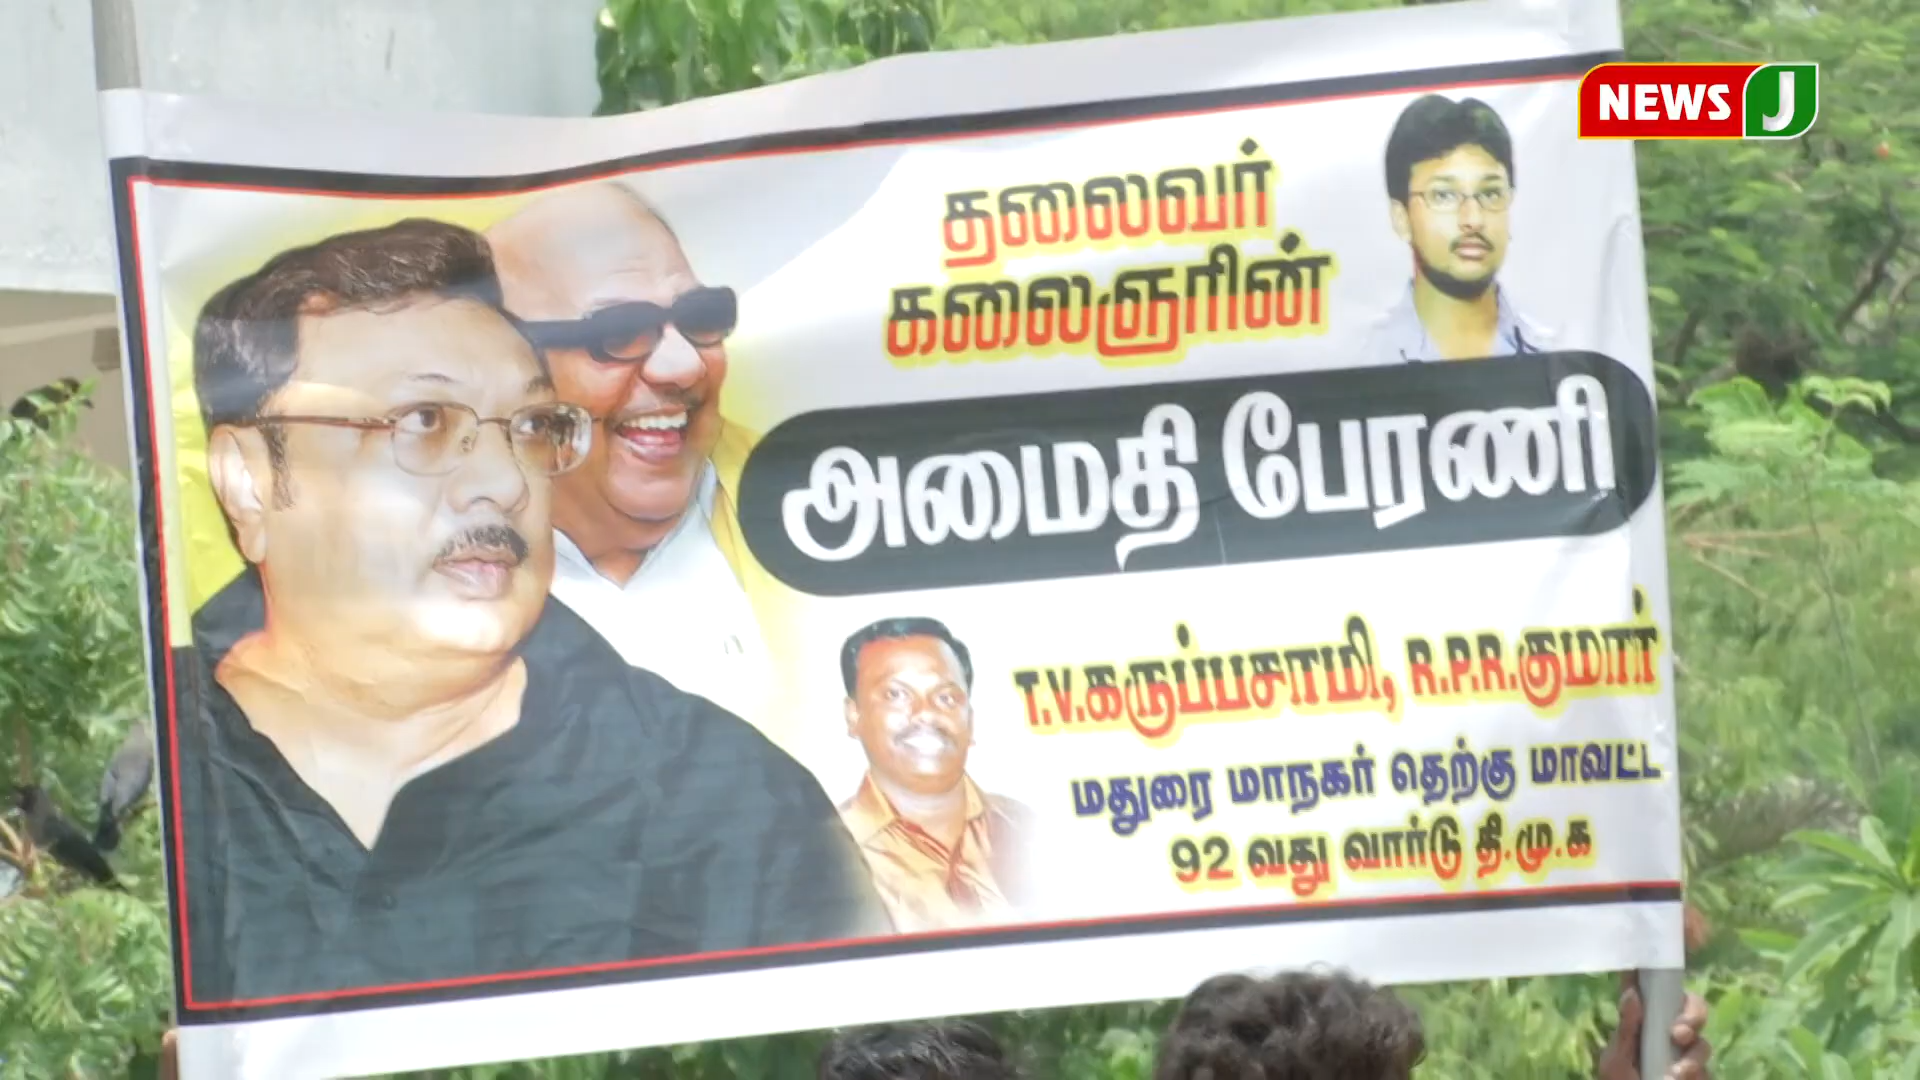 NEWS J
தலைவர்
கலைஞரின்
அமைதி பேரணி
T.V.கருப்பசாமி, R.P.R.குமார்
மதுரை மாநகர் தெற்கு மாவட்ட
92 வது வார்டு தி.மு.க